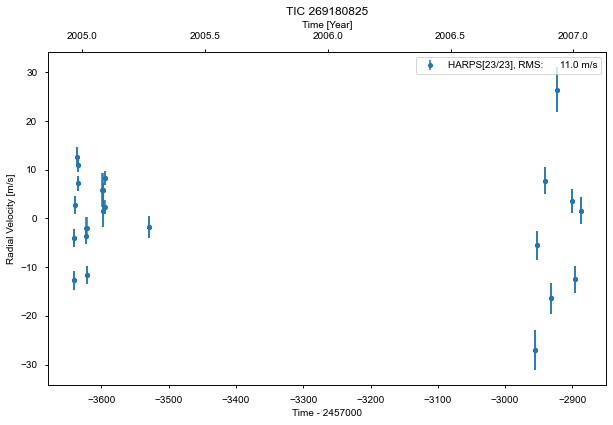 TIC 269180825
Time [Year]
2005.0 2005.5 2006.0 2006.5 2007.0
HARPS[23/23], RMS: 11.0 m/s
30
20
10
0
−10
−20
−30
Radial Velocity [m/s]
−3600 −3500 −3400 −3300 −3200 −3100 −3000 −2900
Time - 2457000